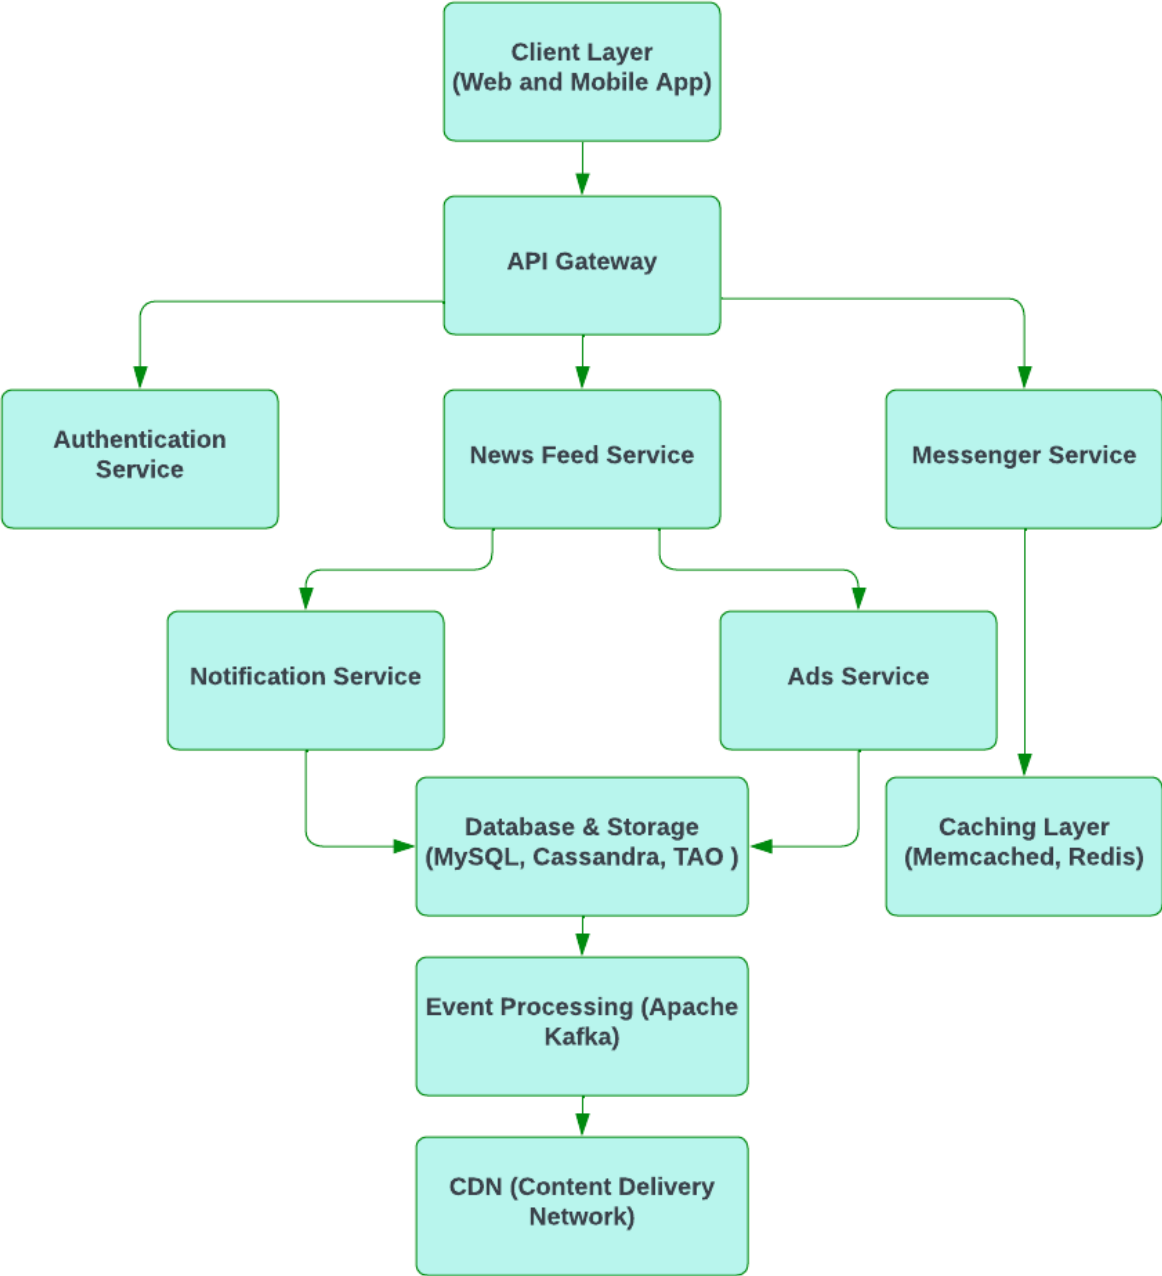 Client Layer
(Web and Mobile App)
API Gateway
Authentication
Service
News Feed Service
Messenger Service
Notification Service
Ads Service
Database & Storage
(MySQL, Cassandra, TAO )
Caching Layer
(Memcached, Redis)
Event Processing (Apache
Kafka)
CDN (Content Delivery
Network)